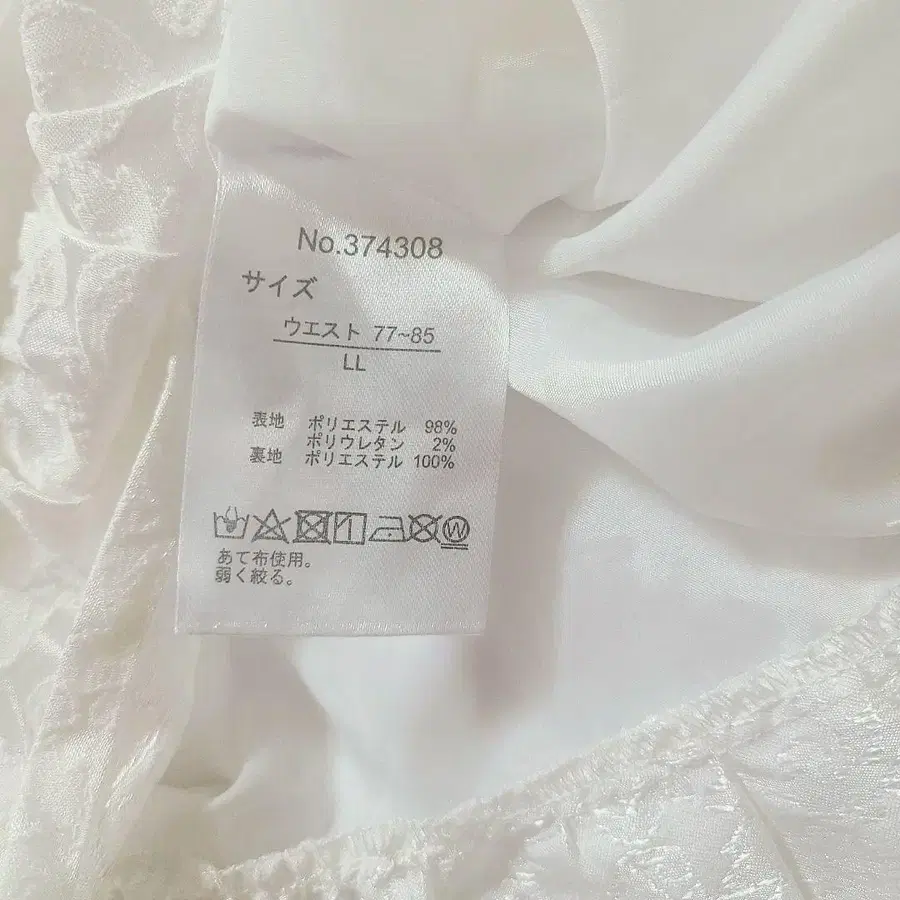 No.374308
サイズ
ウエスト 77~85
LL
表地 ポリエステル 98%
ポリウレタン 2%
裏地 ポリエステル 100%
W
あて布使用。
弱く絞る。